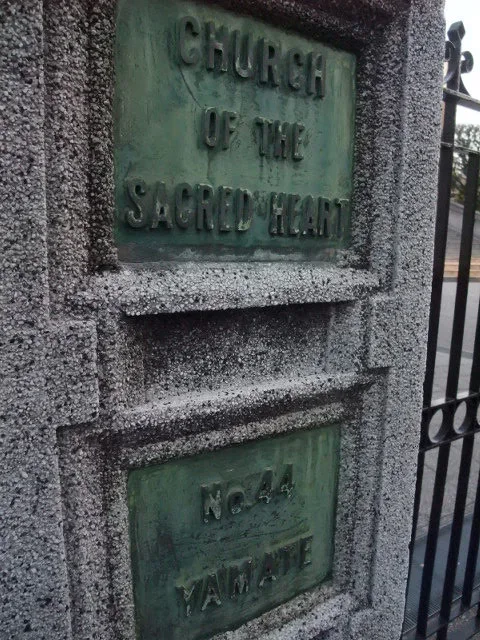 CHURCH
OF THE
SACRED HEART
No. 44
YAMATE